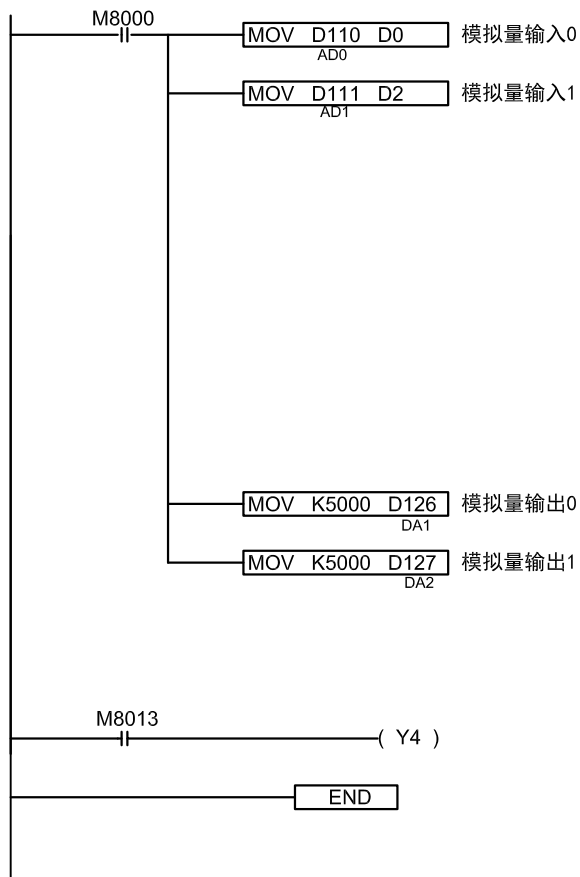 M8000
MOV D110 D0 模拟量输入0
AD0
MOV D111 D2 模拟量输入1
AD1
MOV K5000 D126 模拟量输出0
DA1
MOV K5000 D127 模拟量输出1
DA2
M8013
( Y4 )
END